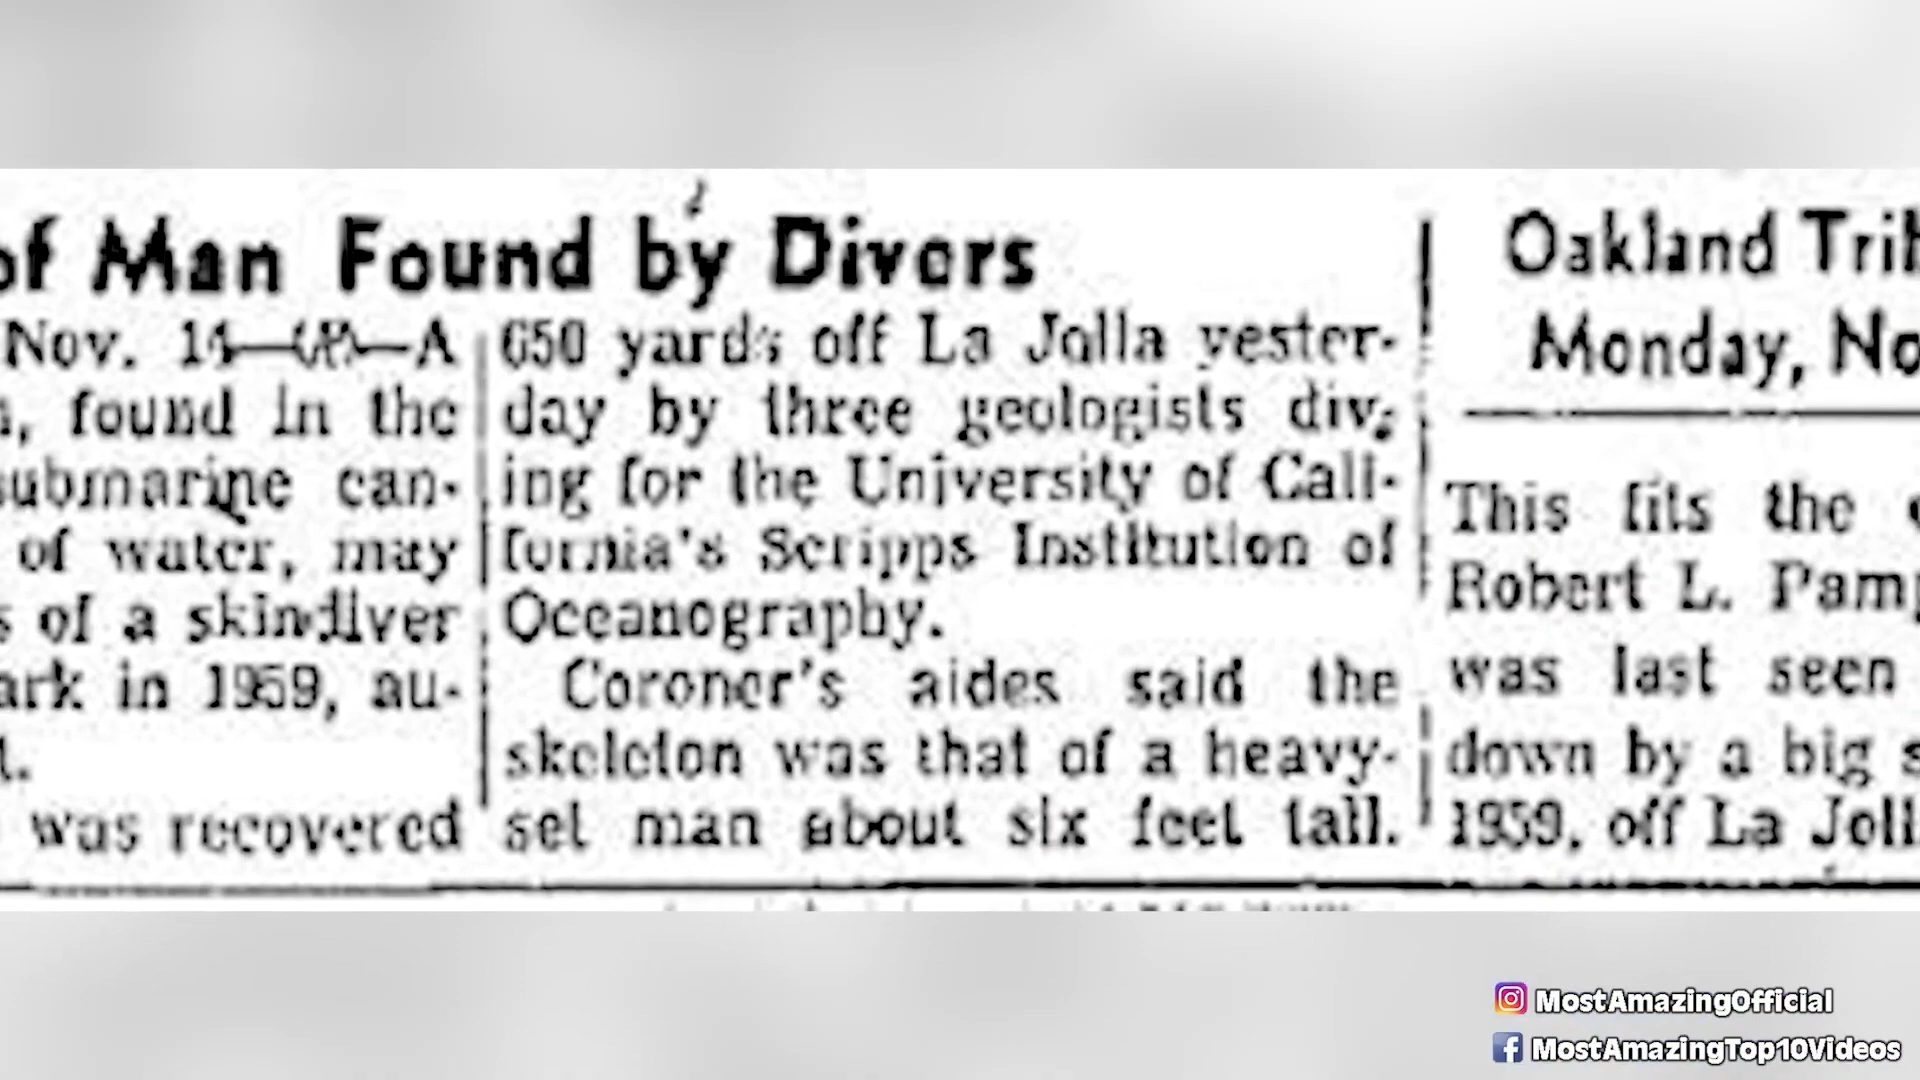 of Man Found by Divers
Nov. 14—(AP)—A
, found in the
submarine can-
of water, may
s of a skindiver
ark in 1959, au-
t.
was recovered
650 yards off La Jolla yester-
day by three geologists div-
ing for the University of Cali-
fornia's Scripps Institution of
Oceanography.
Coroner's aides said the
skeleton was that of a heavy-
set man about six feet tall.
Oakland Trib
Monday, No
This fits the
Robert L. Pam
was last seen
down by a big s
1959, off La Joll
MostAmazingOfficial
MostAmazingTop10Videos